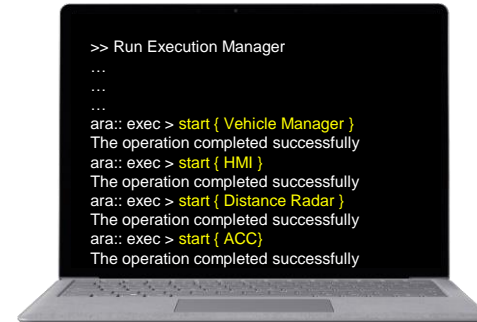 >> Run Execution Manager
…
…
…
ara:: exec > start { Vehicle Manager }
The operation completed successfully
ara:: exec > start { HMI }
The operation completed successfully
ara:: exec > start { Distance Radar }
The operation completed successfully
ara:: exec > start { ACC}
The operation completed successfully